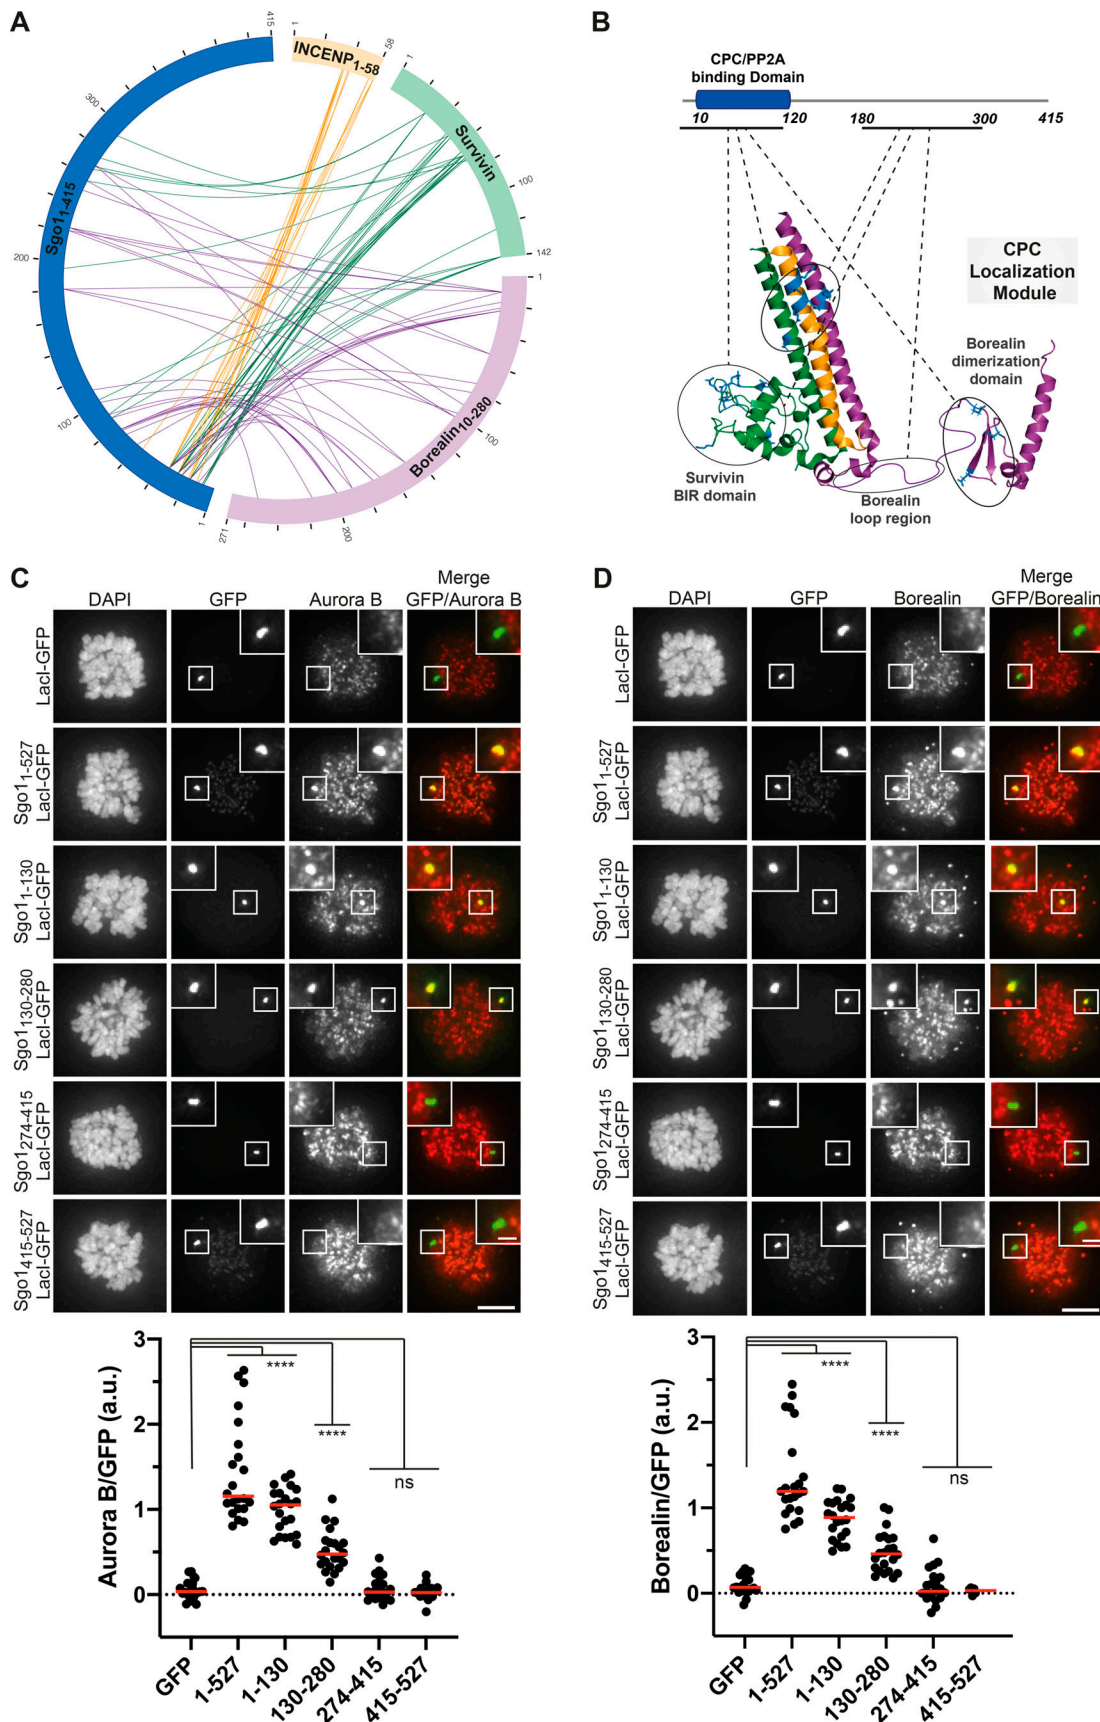 A
415
1
INCENP1-58
58
1
Survivin
100
142
1
Borealin10-280
100
200
271
1
100
200
300
Sgo11-415
B
CPC/PP2A
binding Domain
10
120
180
300
415
CPC
Localization
Module
Borealin
dimerization
domain
Survivin
BIR domain
Borealin
loop region
C
DAPI
GFP
Aurora B
Merge
GFP/Aurora B
LacI-GFP
Sgo11-527
LacI-GFP
Sgo11-130
LacI-GFP
Sgo1130-280
LacI-GFP
Sgo1274-415
LacI-GFP
Sgo1415-527
LacI-GFP
Aurora B/GFP (a.u.)
3
2
1
0
****
****
ns
GFP
1-527
1-130
130-280
274-415
415-527
D
DAPI
GFP
Borealin
Merge
GFP/Borealin
LacI-GFP
Sgo11-527
LacI-GFP
Sgo11-130
LacI-GFP
Sgo1130-280
LacI-GFP
Sgo1274-415
LacI-GFP
Sgo1415-527
LacI-GFP
Borealin/GFP (a.u.)
3
2
1
0
****
****
ns
GFP
1-527
1-130
130-280
274-415
415-527